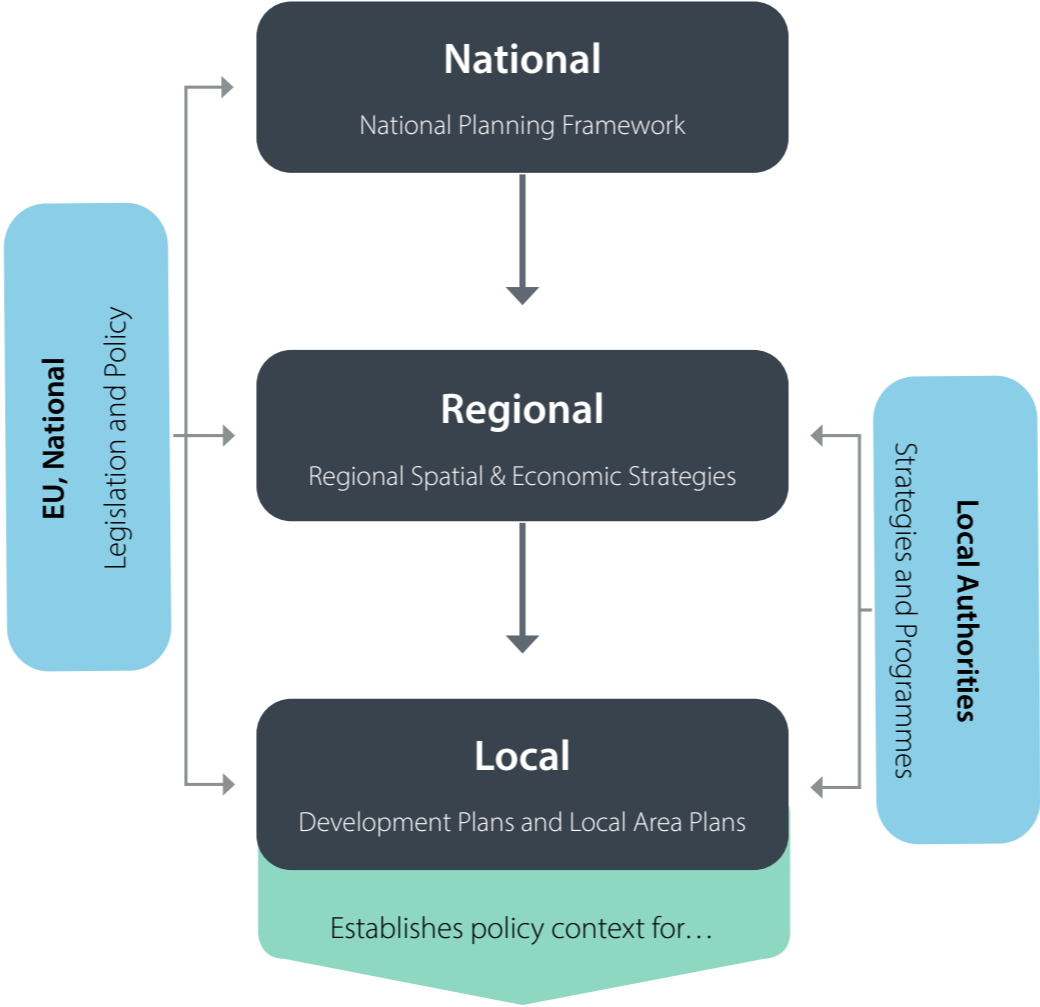 National
National Planning Framework
EU, National
Legislation and Policy
Regional
Regional Spatial & Economic Strategies
Local Authorities
Strategies and Programmes
Local
Development Plans and Local Area Plans
Establishes policy context for…